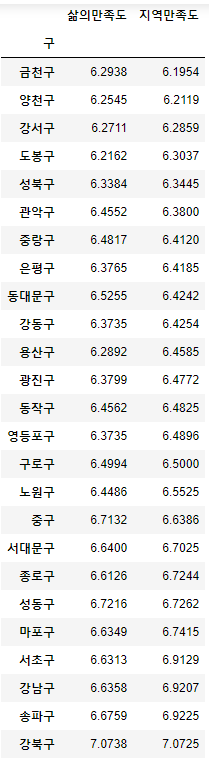 삶의만족도 지역만족도
구
금천구 6.2938 6.1954
양천구 6.2545 6.2119
강서구 6.2711 6.2859
도봉구 6.2162 6.3037
성북구 6.3384 6.3445
관악구 6.4552 6.3800
중랑구 6.4817 6.4120
은평구 6.3765 6.4185
동대문구 6.5255 6.4242
강동구 6.3735 6.4254
용산구 6.2892 6.4585
광진구 6.3799 6.4772
동작구 6.4562 6.4825
영등포구 6.3735 6.4896
구로구 6.4994 6.5000
노원구 6.4486 6.5525
중구 6.7132 6.6386
서대문구 6.6400 6.7025
종로구 6.6126 6.7244
성동구 6.7216 6.7262
마포구 6.6349 6.7415
서초구 6.6313 6.9129
강남구 6.6358 6.9207
송파구 6.6759 6.9225
강북구 7.0738 7.0725